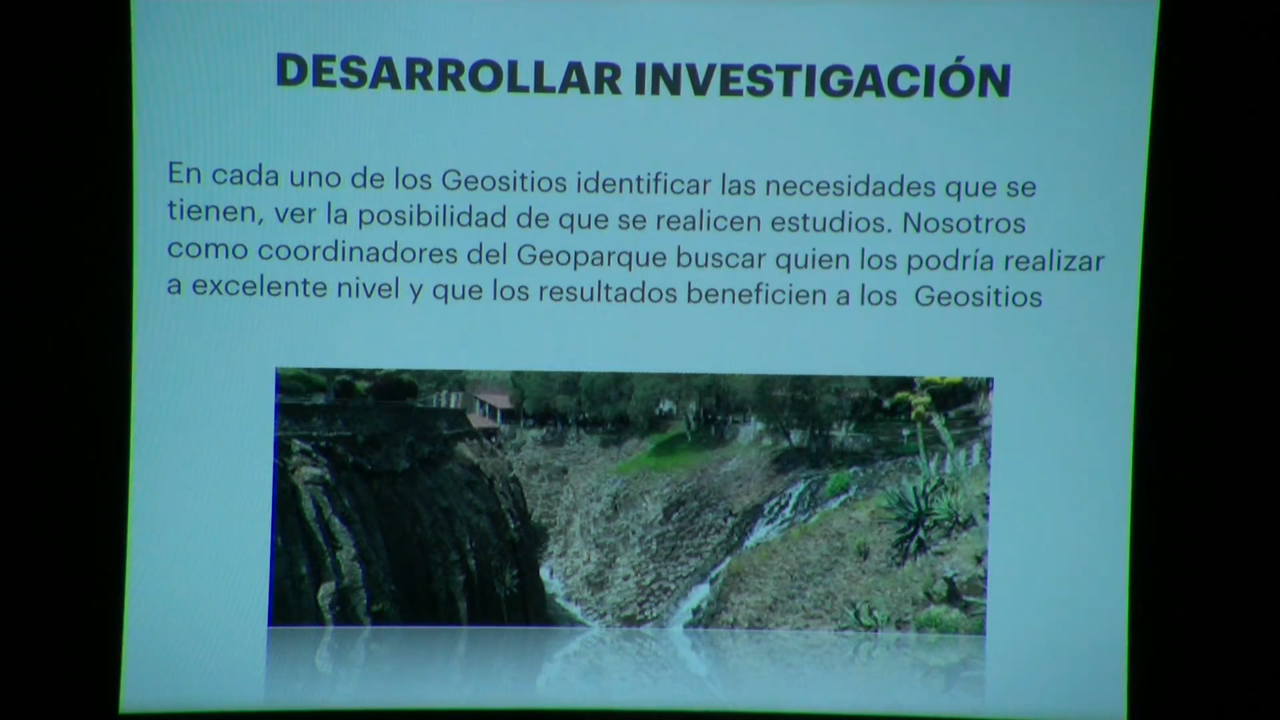 DESARROLLAR INVESTIGACIÓN
En cada uno de los Geositios identificar las necesidades que se
tienen, ver la posibilidad de que se realicen estudios. Nosotros
como coordinadores del Geoparque buscar quien los podría realizar
a excelente nivel y que los resultados beneficien a los Geositios